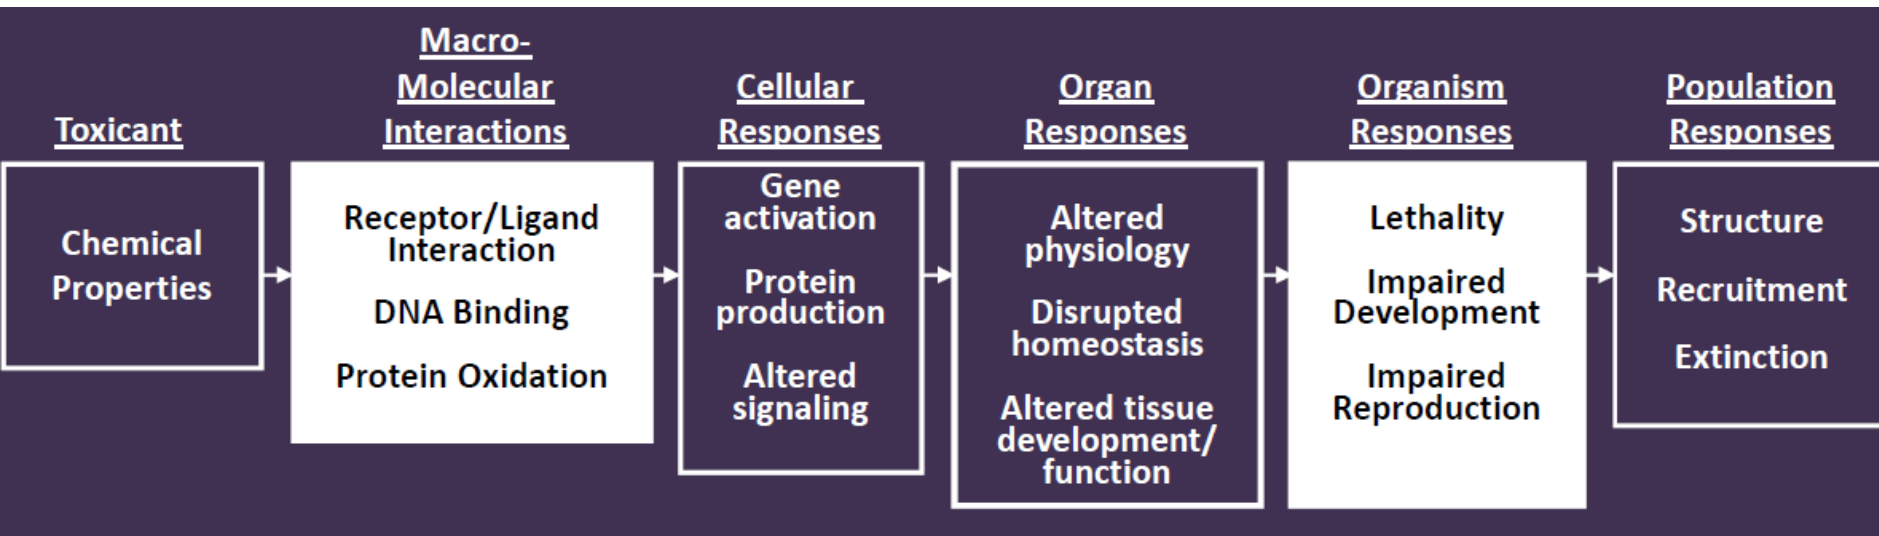 Toxicant
Chemical
Properties
Macro-
Molecular
Interactions
Receptor/Ligand
Interaction
DNA Binding
Protein Oxidation
Cellular
Responses
Gene
activation
Protein
production
Altered
signaling
Organ
Responses
Altered
physiology
Disrupted
homeostasis
Altered tissue
development/
function
Organism
Responses
Lethality
Impaired
Development
Impaired
Reproduction
Population
Responses
Structure
Recruitment
Extinction